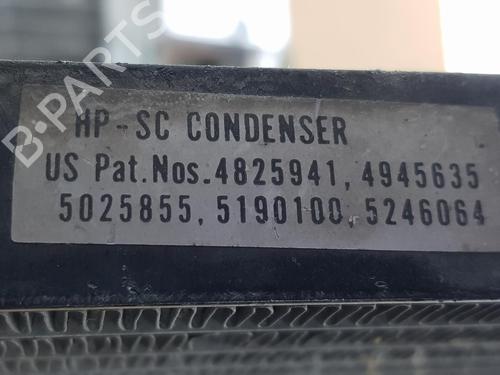 B-PARTS
HP-SC CONDENSER
US Pat.Nos.4825941, 4945635
5025855, 5190100, 5246064